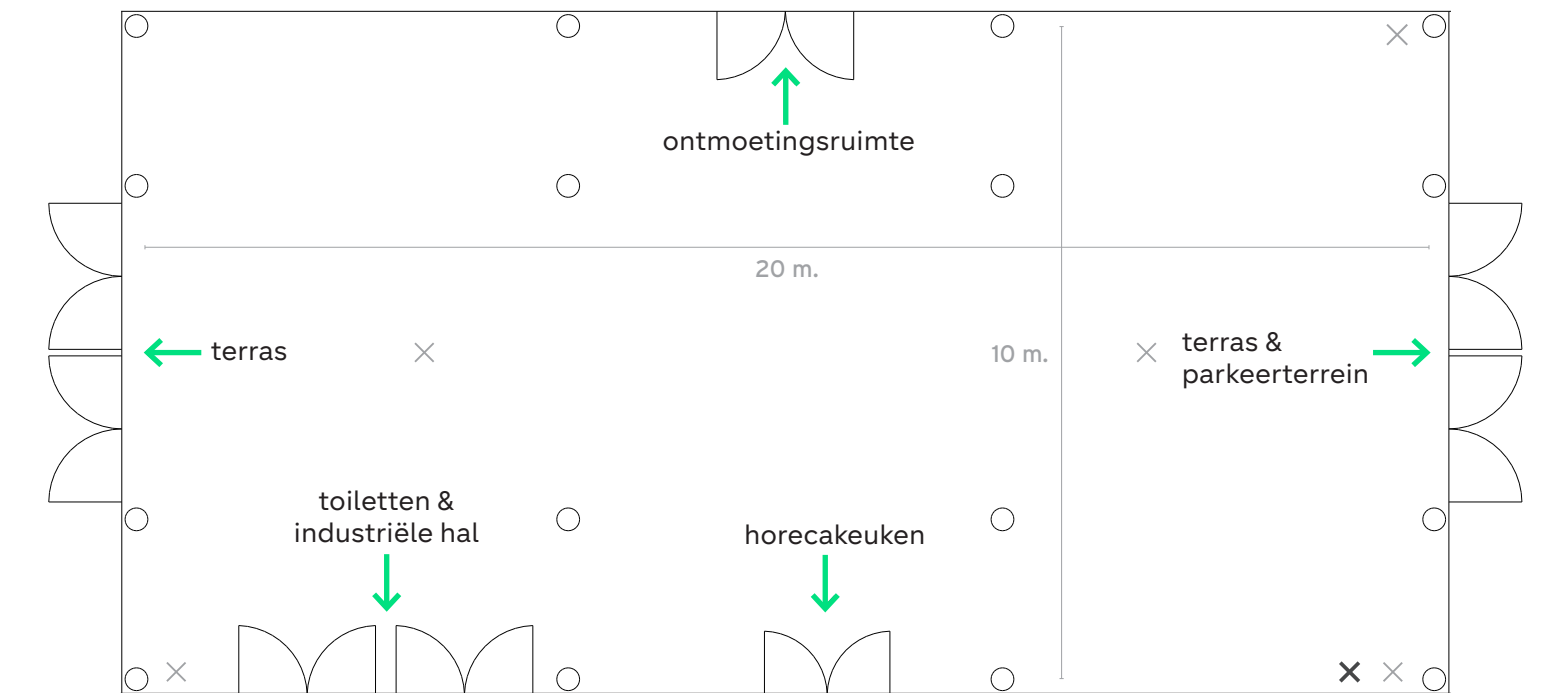 ontmoetingsruimte
20 m.
terras
10 m.
terras &
parkeerterrein
toiletten &
industriële hal
horecakeuken